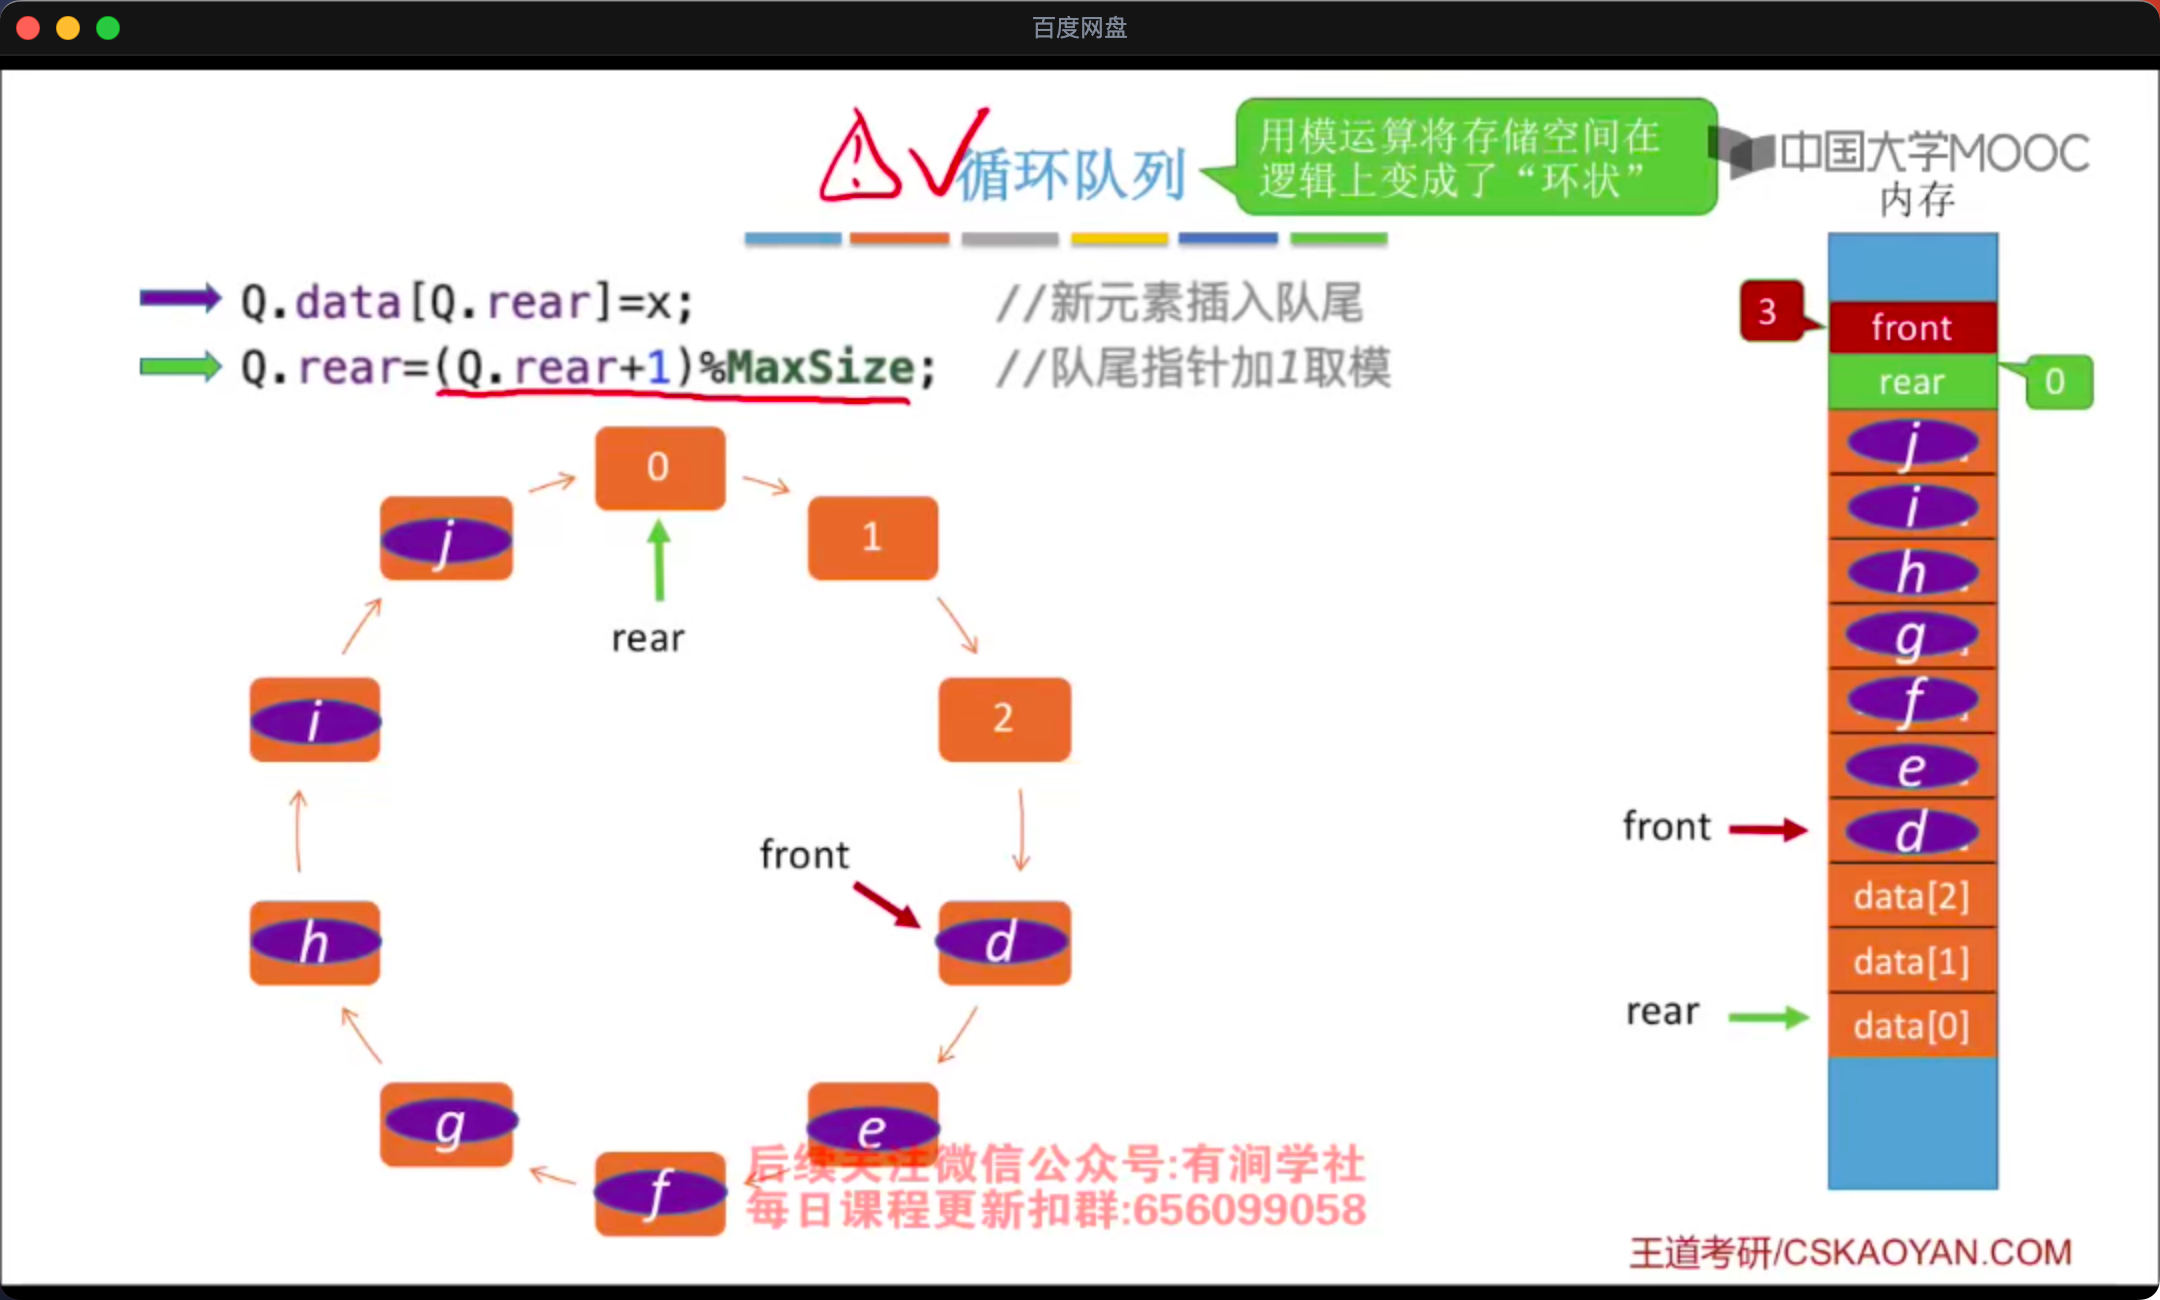 百度网盘
循环队列
用模运算将存储空间在
逻辑上变成了“环状”
中国大学MOOC
内存
Q.data[Q.rear]=x; //新元素插入队尾
Q.rear=(Q.rear+1)%MaxSize; //队尾指针加1取模
3
front
rear
0
j
i
h
g
f
e
front
d
data[2]
data[1]
rear
data[0]
0
1
2
rear
front
d
e
f
g
h
i
j
后续关注微信公众号:有涧学社
每日课程更新扣群:656099058
王道考研/CSKAOYAN.COM